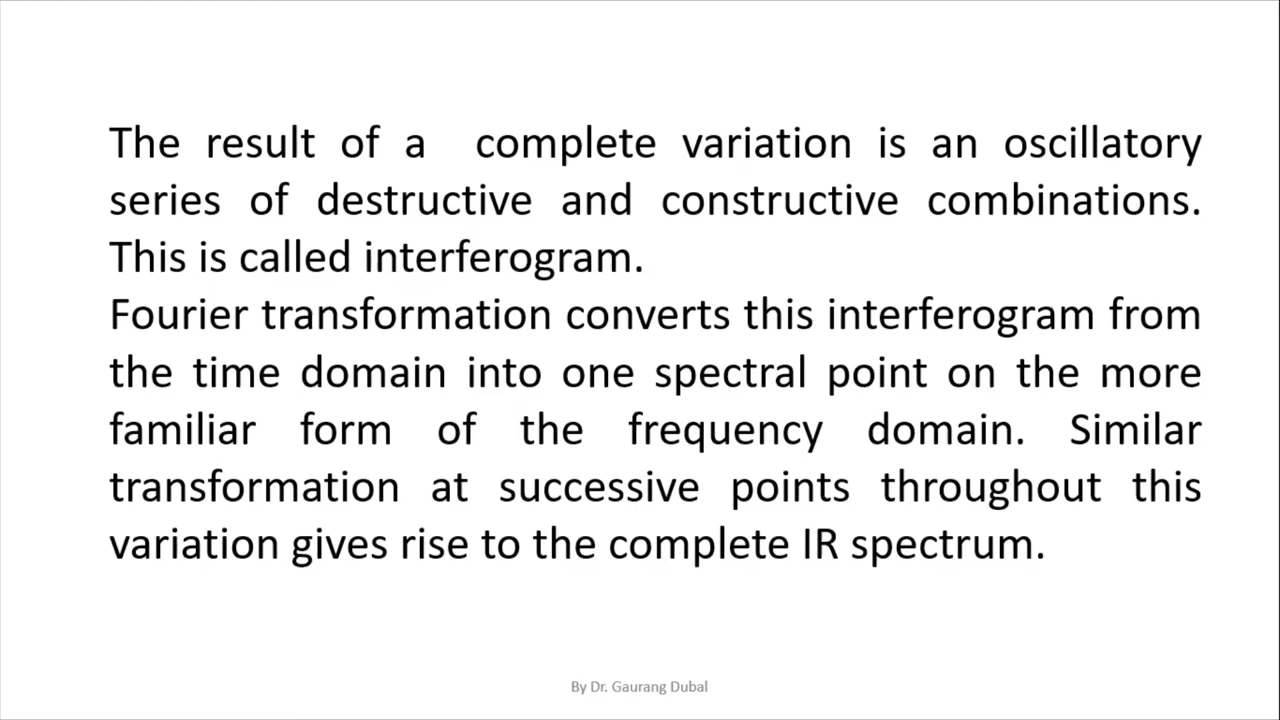 The result of a complete variation is an oscillatory
series of destructive and constructive combinations.
This is called interferogram.
Fourier transformation converts this interferogram from
the time domain into one spectral point on the more
familiar form of the frequency domain. Similar
transformation at successive points throughout this
variation gives rise to the complete IR spectrum.
By Dr. Gaurang Dubal